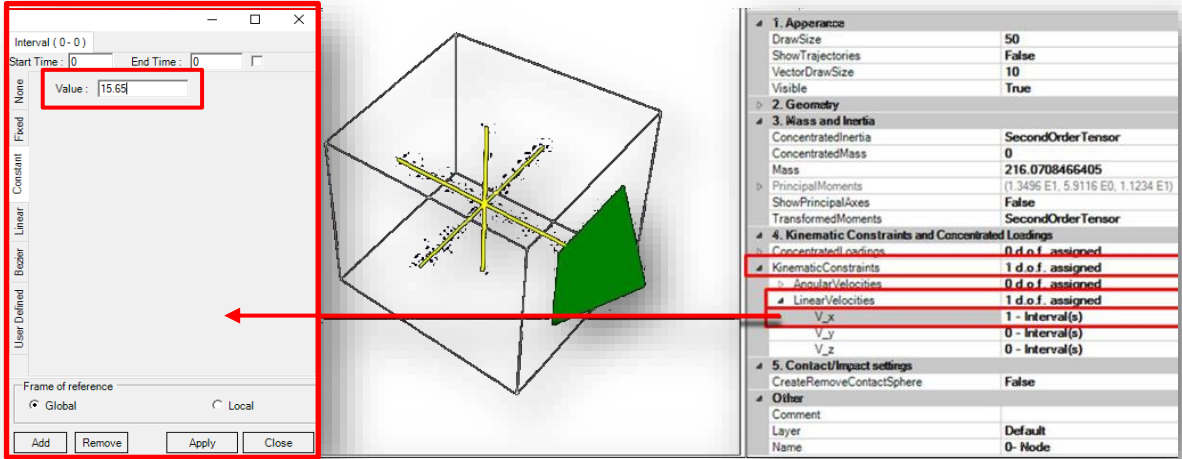 Interval ( 0 - 0 )
Start Time : 0 End Time : 0
Value : 15.65
None
Fixed
Constant
Linear
Bezier
User Defined
Frame of reference
Global Local
Add Remove Apply Close
1. Apperance
DrawSize 50
ShowTrajectories False
VectorDrawSize 10
Visible True
2. Geometry
3. Mass and Inertia
ConcentratedInertia SecondOrderTensor
ConcentratedMass 0
Mass 216.0708466405
PrincipalMoments (1.3496 E1, 5.9116 E0, 1.1234 E1)
ShowPrincipalAxes False
TransformedMoments SecondOrderTensor
4. Kinematic Constraints and Concentrated Loadings
ConcentratedLoadings 0 d.o.f. assigned
KinematicConstraints 1 d.o.f. assigned
AngularVelocities 0 d.o.f. assigned
LinearVelocities 1 d.o.f. assigned
V_x 1 - Interval(s)
V_y 0 - Interval(s)
V_z 0 - Interval(s)
5. Contact/Impact settings
CreateRemoveContactSphere False
Other
Comment
Layer Default
Name 0- Node